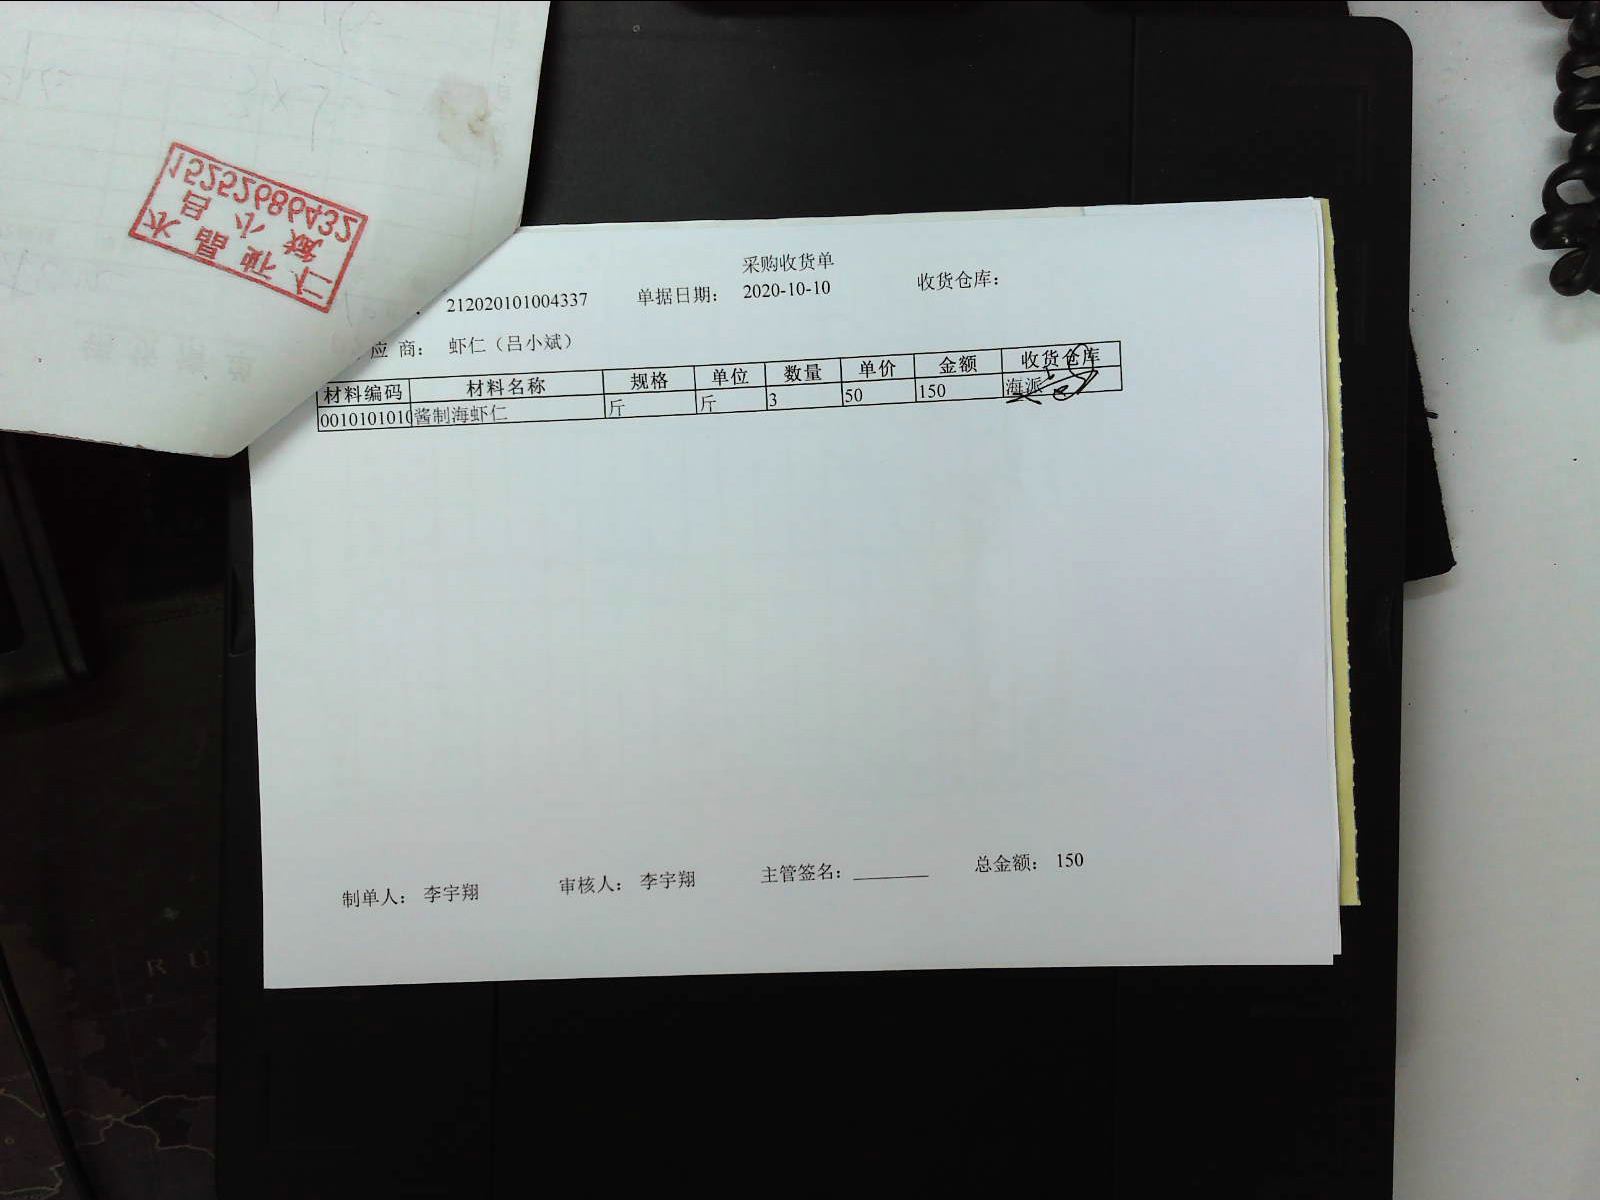 15252686432
采购收货单
212020101004337 单据日期： 2020-10-10 收货仓库：
应 商： 虾仁（吕小斌）
材料编码 材料名称 规格 单位 数量 单价 金额 收货仓库
0010101010 酱制海虾仁 斤 斤 3 50 150 海派
制单人： 李宇翔 审核人： 李宇翔 主管签名： 总金额： 150